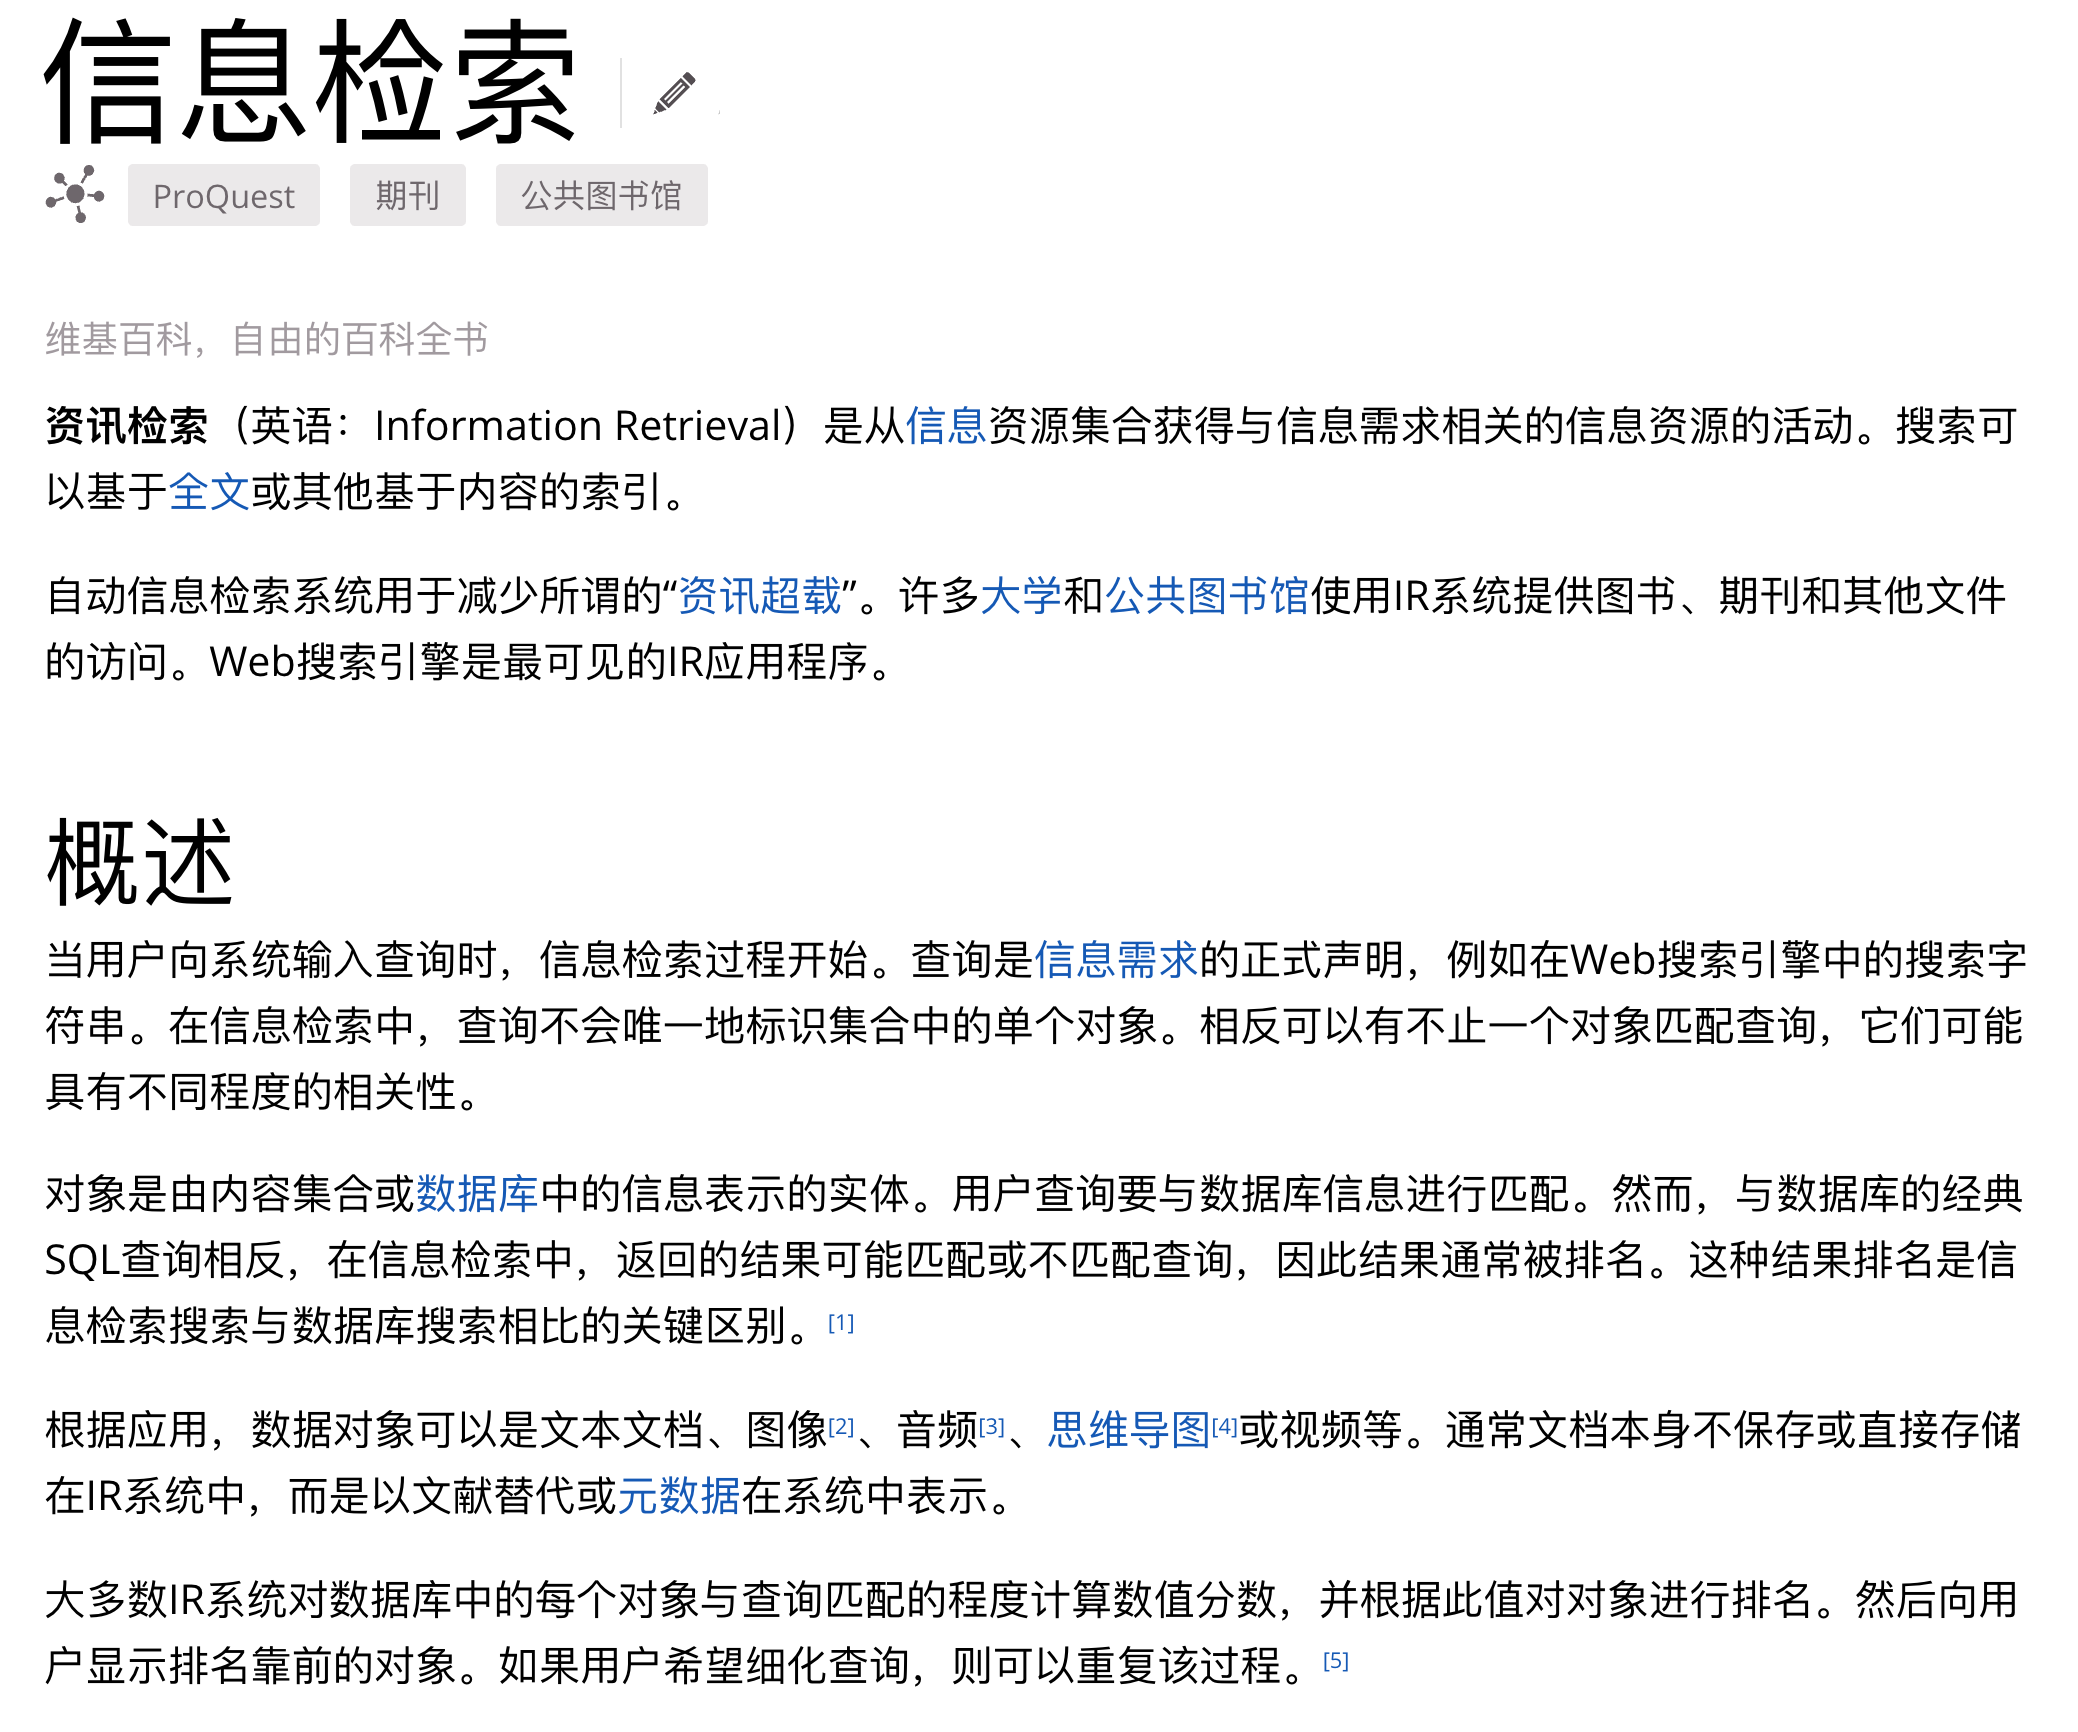 信息检索
ProQuest 期刊 公共图书馆
维基百科，自由的百科全书
资讯检索（英语：Information Retrieval）是从信息资源集合获得与信息需求相关的信息资源的活动。搜索可
以基于全文或其他基于内容的索引。
自动信息检索系统用于减少所谓的“资讯超载”。许多大学和公共图书馆使用IR系统提供图书、期刊和其他文件
的访问。Web搜索引擎是最可见的IR应用程序。
概述
当用户向系统输入查询时，信息检索过程开始。查询是信息需求的正式声明，例如在Web搜索引擎中的搜索字
符串。在信息检索中，查询不会唯一地标识集合中的单个对象。相反可以有不止一个对象匹配查询，它们可能
具有不同程度的相关性。
对象是由内容集合或数据库中的信息表示的实体。用户查询要与数据库信息进行匹配。然而，与数据库的经典
SQL查询相反，在信息检索中，返回的结果可能匹配或不匹配查询，因此结果通常被排名。这种结果排名是信
息检索搜索与数据库搜索相比的关键区别。[1]
根据应用，数据对象可以是文本文档、图像[2]、音频[3]、思维导图[4]或视频等。通常文档本身不保存或直接存储
在IR系统中，而是以文献替代或元数据在系统中表示。
大多数IR系统对数据库中的每个对象与查询匹配的程度计算数值分数，并根据此值对对象进行排名。然后向用
户显示排名靠前的对象。如果用户希望细化查询，则可以重复该过程。[5]